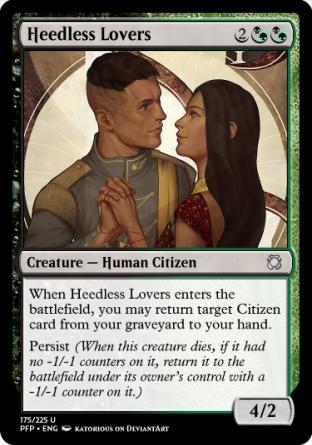 Heedless Lovers 2
Creature — Human Citizen
When Heedless Lovers enters the
battlefield, you may return target Citizen
card from your graveyard to your hand.
Persist (When this creature dies, if it had
no -1/-1 counters on it, return it to the
battlefield under its owner's control with a
-1/-1 counter on it.)
4/2
175/225 U
PFP • ENG KATORIOUS ON DEVIANTART